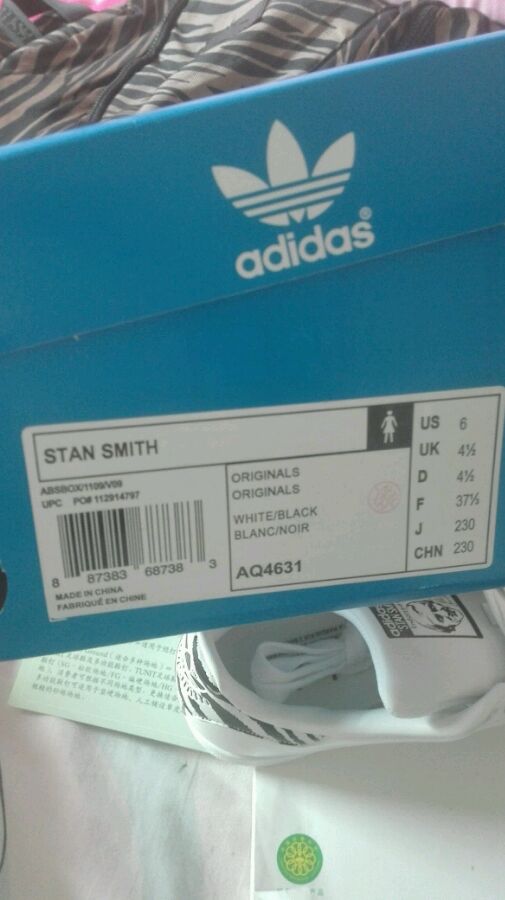 adidas®
STAN SMITH
ABSBOX/1109/V09
UPC PO# 112914797
8 87383 68738 3
MADE IN CHINA
FABRIQUÉ EN CHINE
ORIGINALS
ORIGINALS
WHITE/BLACK
BLANC/NOIR
AQ4631
US 6
UK 4½
D 4½
F 37⅓
J 230
CHN 230